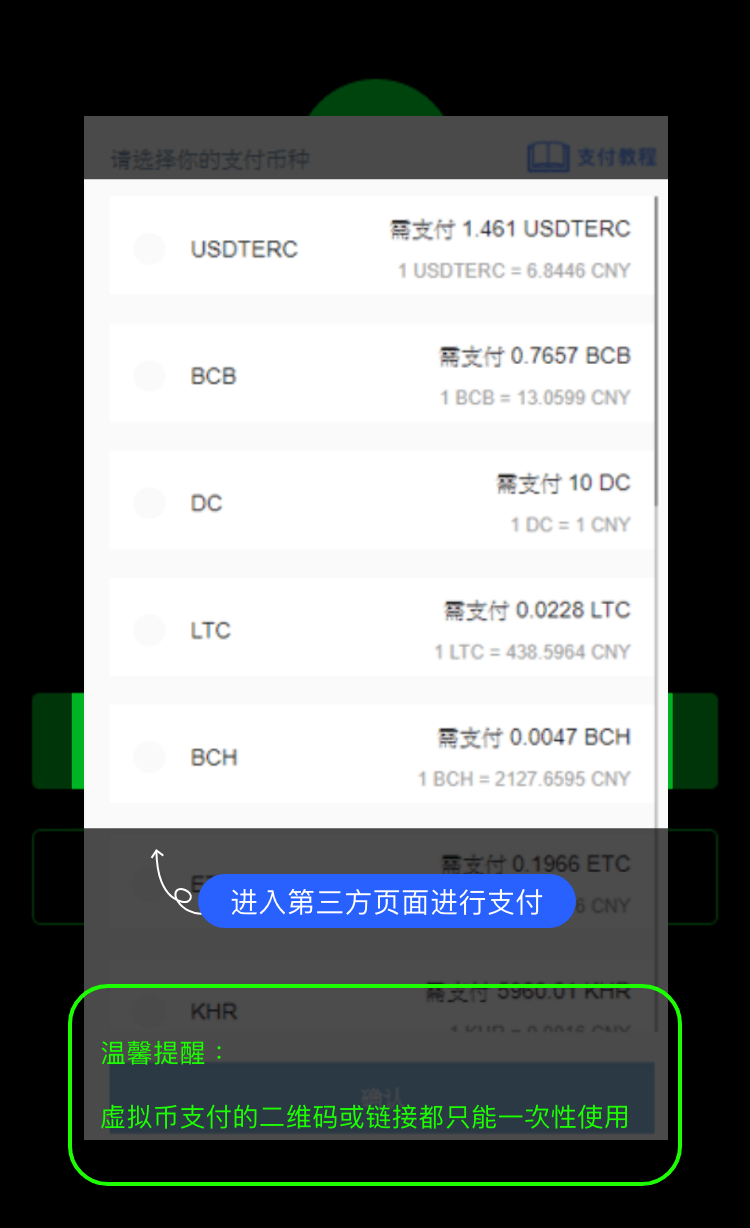 请选择你的支付币种
支付教程
USDTERC
需支付 1.461 USDTERC
1 USDTERC = 6.8446 CNY
BCB
需支付 0.7657 BCB
1 BCB = 13.0599 CNY
DC
需支付 10 DC
1 DC = 1 CNY
LTC
需支付 0.0228 LTC
1 LTC = 438.5964 CNY
BCH
需支付 0.0047 BCH
1 BCH = 2127.6595 CNY
需支付 0.1966 ETC
进入第三方页面进行支付
6 CNY
KHR
需支付 5960.01 KHR
1 KHR = 0.0016 CNY
温馨提醒：
确认
虚拟币支付的二维码或链接都只能一次性使用